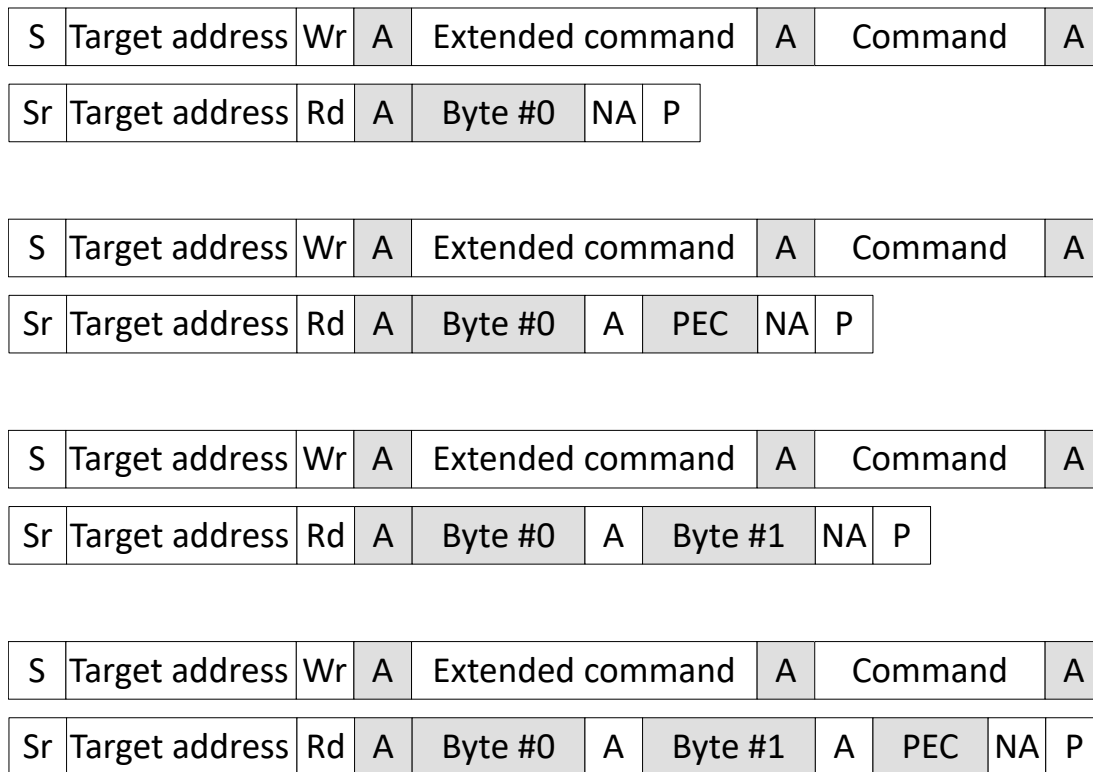 S Target address Wr A Extended command A Command A
Sr Target address Rd A Byte #0 NA P
S Target address Wr A Extended command A Command A
Sr Target address Rd A Byte #0 A PEC NA P
S Target address Wr A Extended command A Command A
Sr Target address Rd A Byte #0 A Byte #1 NA P
S Target address Wr A Extended command A Command A
Sr Target address Rd A Byte #0 A Byte #1 A PEC NA P